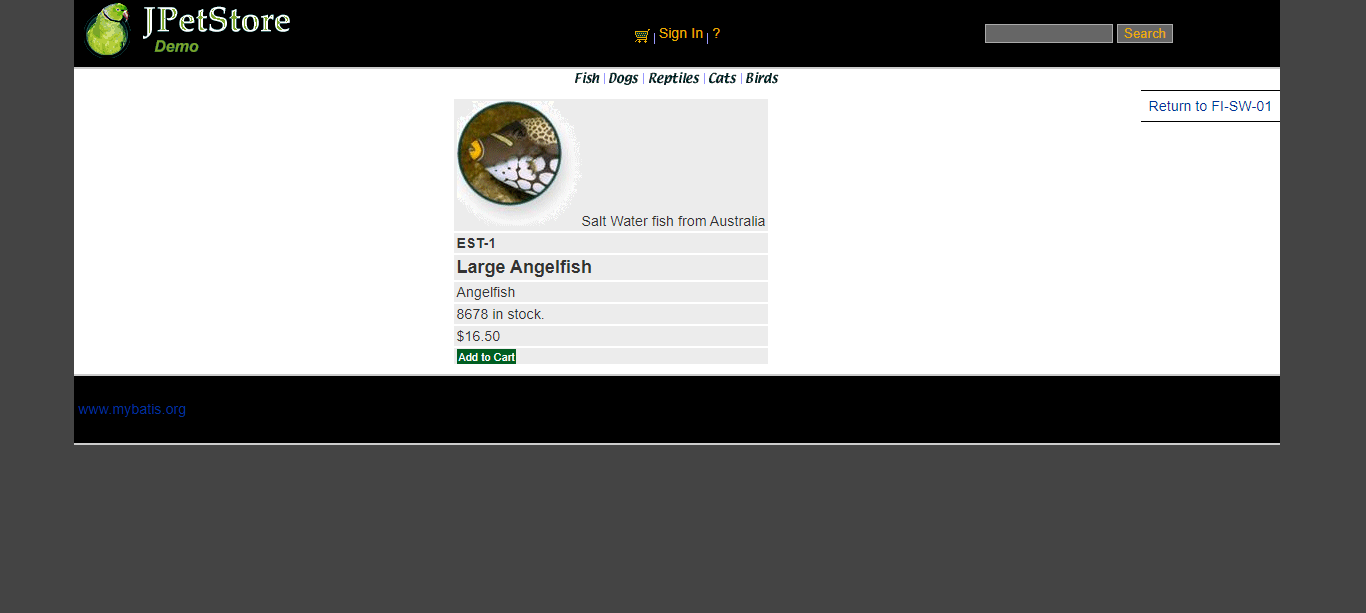 JPetStore
Demo
Sign In | ?
Search
Fish | Dogs | Reptiles | Cats | Birds
Return to FI-SW-01
Salt Water fish from Australia
EST-1
Large Angelfish
Angelfish
8678 in stock.
$16.50
Add to Cart
www.mybatis.org